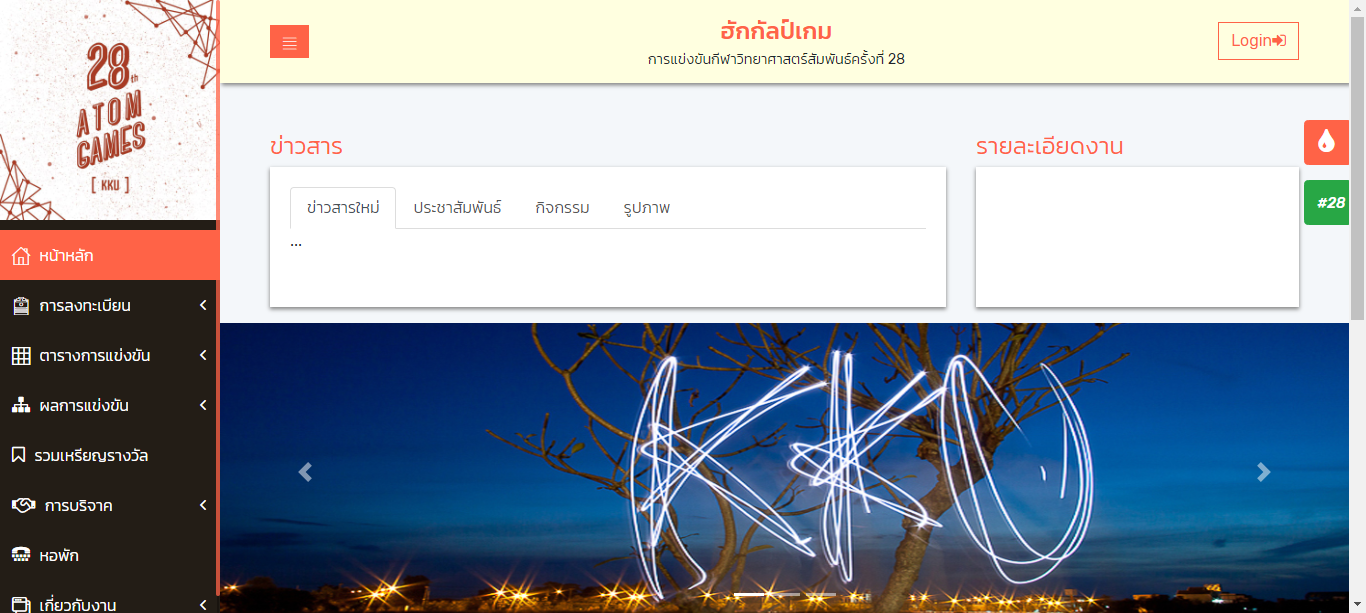 28th
ATOM
GAMES
[ KKU ]
ฮักกัลป์เกม
การแข่งขันกีฬาวิทยาศาสตร์สัมพันธ์ครั้งที่ 28
Login
หน้าหลัก
การลงทะเบียน
ตารางการแข่งขัน
ผลการแข่งขัน
รวมเหรียญรางวัล
การบริจาค
หอพัก
เกี่ยวกับงาน
ข่าวสาร
ข่าวสารใหม่ ประชาสัมพันธ์ กิจกรรม รูปภาพ
...
รายละเอียดงาน
#28
KKU